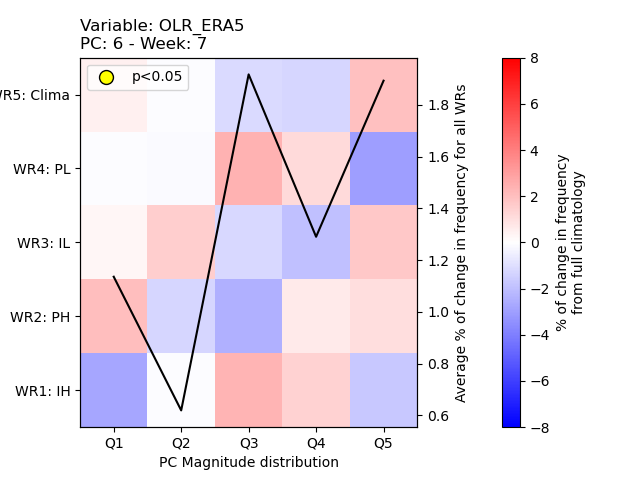 Variable: OLR_ERA5
PC: 6 - Week: 7
p<0.05
WR5: Clima
WR4: PL
WR3: IL
WR2: PH
WR1: IH
Q1 Q2 Q3 Q4 Q5
PC Magnitude distribution
1.8
1.6
1.4
1.2
1.0
0.8
0.6
Average % of change in frequency for all WRs
8
6
4
2
0
−2
−4
−6
−8
% of change in frequency
from full climatology